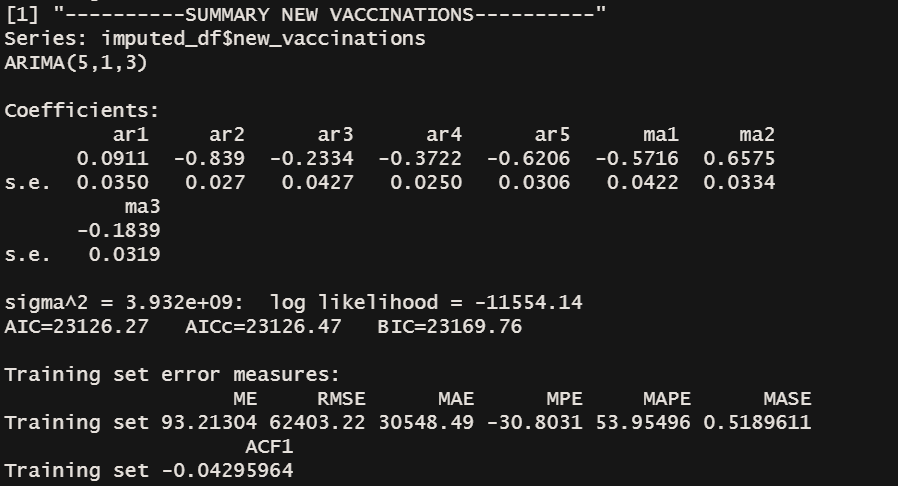 [1] "----------SUMMARY NEW VACCINATIONS----------"
Series: imputed_df$new_vaccinations
ARIMA(5,1,3)
Coefficients:
ar1 ar2 ar3 ar4 ar5 ma1 ma2
0.0911 -0.839 -0.2334 -0.3722 -0.6206 -0.5716 0.6575
s.e. 0.0350 0.027 0.0427 0.0250 0.0306 0.0422 0.0334
ma3
-0.1839
s.e. 0.0319
sigma^2 = 3.932e+09: log likelihood = -11554.14
AIC=23126.27 AICc=23126.47 BIC=23169.76
Training set error measures:
ME RMSE MAE MPE MAPE MASE
Training set 93.21304 62403.22 30548.49 -30.8031 53.95496 0.5189611
ACF1
Training set -0.04295964